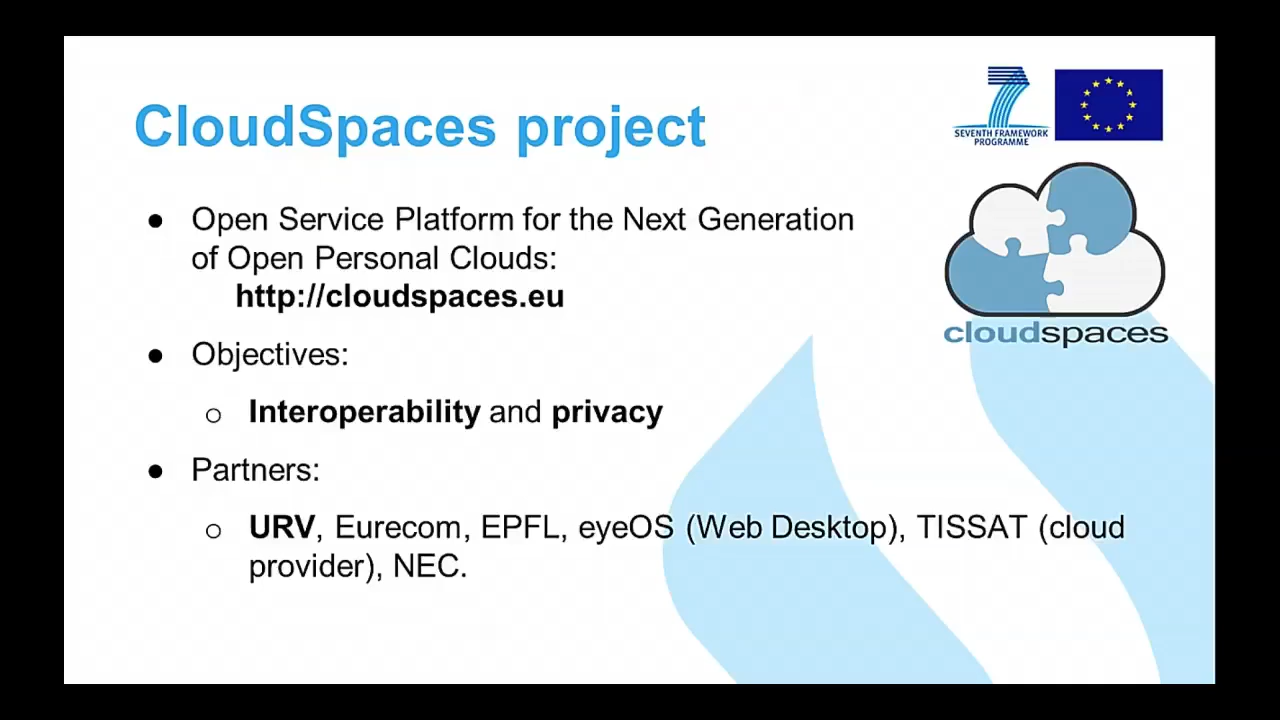 CloudSpaces project
SEVENTH FRAMEWORK
PROGRAMME
● Open Service Platform for the Next Generation
of Open Personal Clouds:
http://cloudspaces.eu
cloudspaces
● Objectives:
○ Interoperability and privacy
● Partners:
○ URV, Eurecom, EPFL, eyeOS (Web Desktop), TISSAT (cloud
provider), NEC.